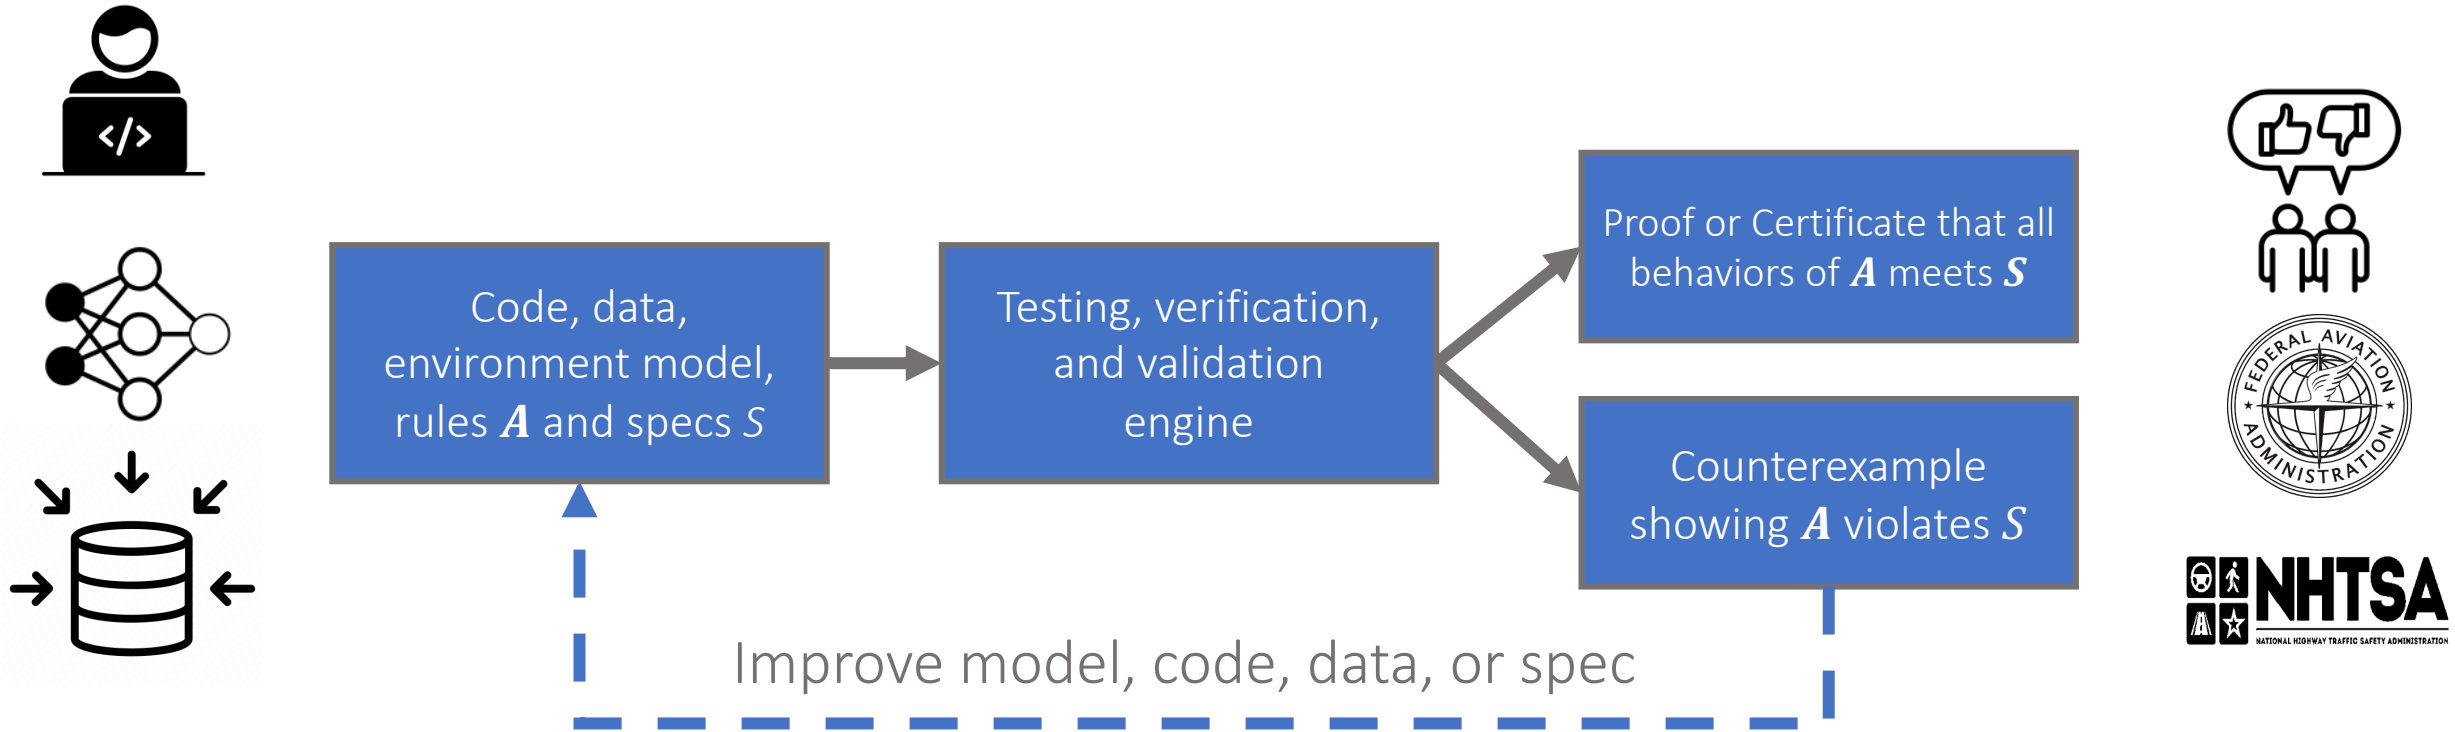 </>
Code, data,
environment model,
rules A and specs S
Testing, verification,
and validation
engine
Proof or Certificate that all
behaviors of A meets S
Counterexample
showing A violates S
Improve model, code, data, or spec
FEDERAL AVIATION
ADMINISTRATION
NHTSA
NATIONAL HIGHWAY TRAFFIC SAFETY ADMINISTRATION